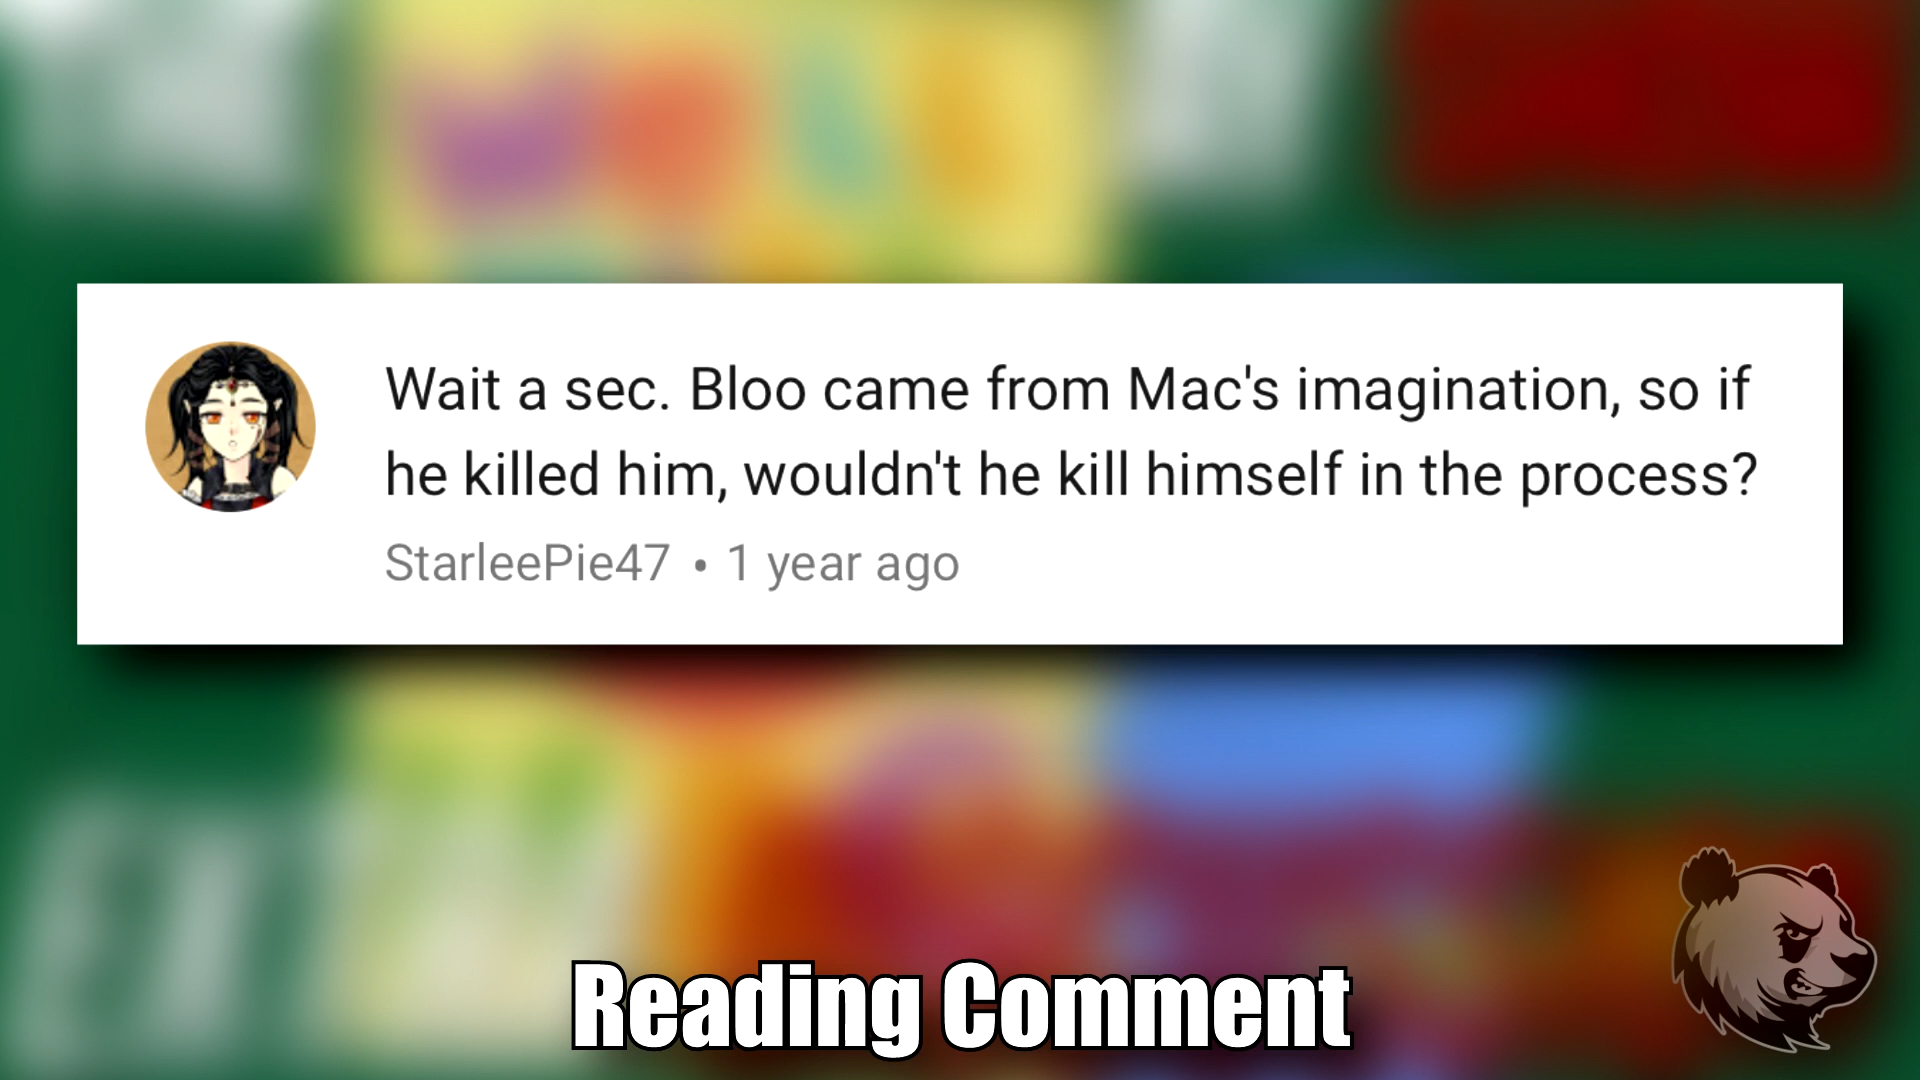 Wait a sec. Bloo came from Mac's imagination, so if
he killed him, wouldn't he kill himself in the process?
StarleePie47 • 1 year ago
Reading Comment